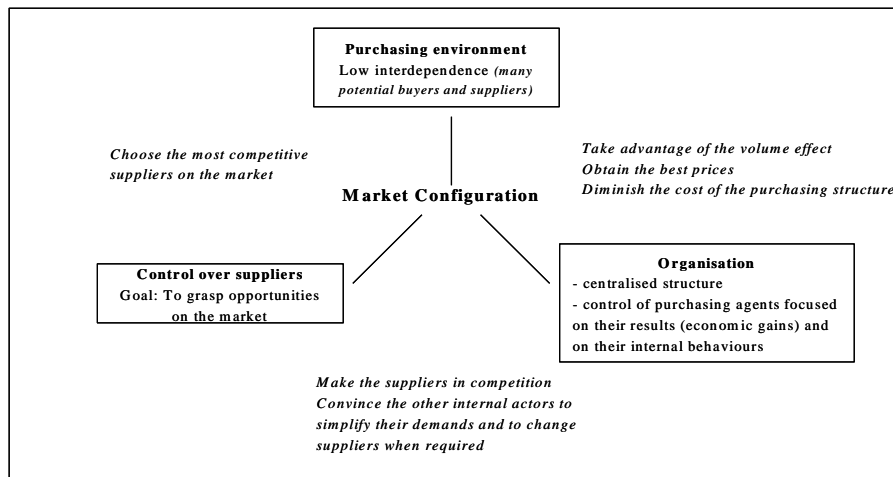 Purchasing environment
Low interdependence (many
potential buyers and suppliers)
Choose the most competitive
suppliers on the market
Take advantage of the volume effect
Obtain the best prices
Diminish the cost of the purchasing structure
Market Configuration
Control over suppliers
Goal: To grasp opportunities
on the market
Organisation
- centralised structure
- control of purchasing agents focused
on their results (economic gains) and
on their internal behaviours
Make the suppliers in competition
Convince the other internal actors to
simplify their demands and to change
suppliers when required